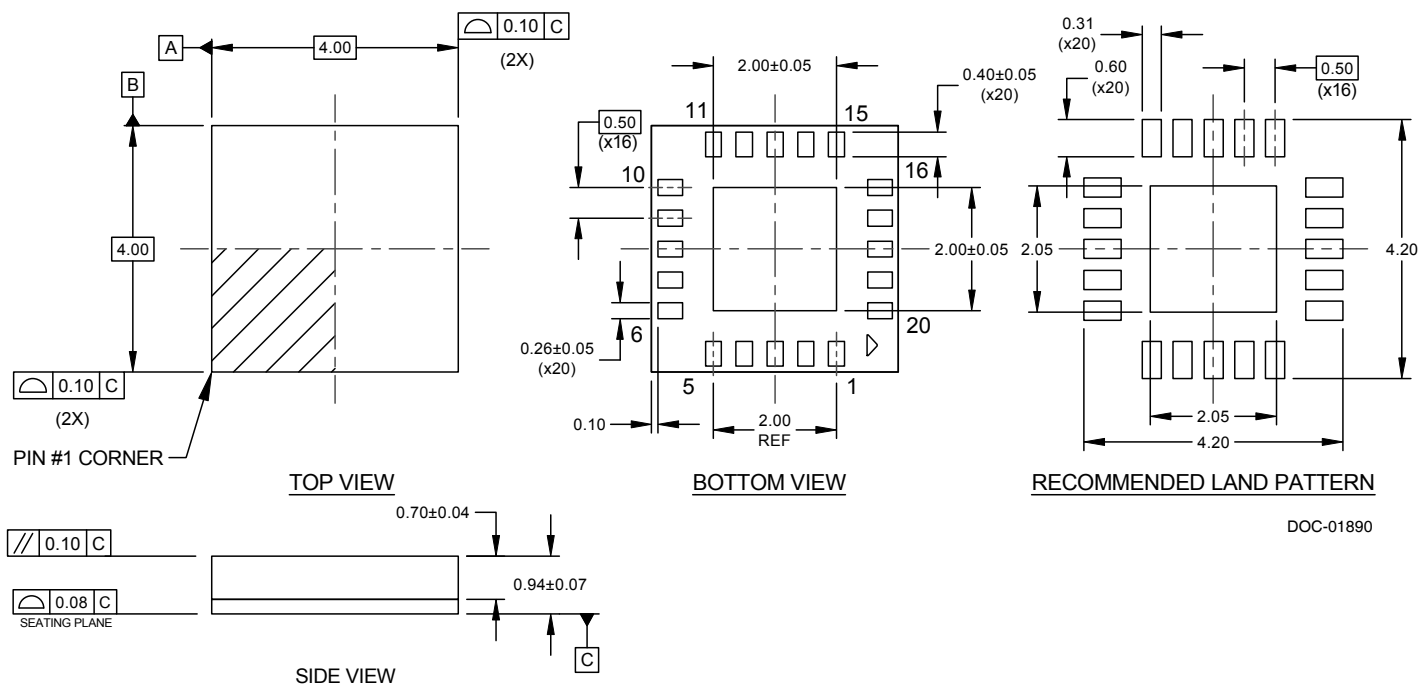 A
4.00
0.10 C
(2X)
B
4.00
0.10 C
(2X)
PIN #1 CORNER
TOP VIEW
2.00±0.05
0.40±0.05
(x20)
11
15
0.50
(x16)
10
16
2.00±0.05
6
20
0.26±0.05
(x20)
5
1
0.10
2.00
REF
BOTTOM VIEW
0.31
(x20)
0.60
(x20)
0.50
(x16)
2.05
4.20
2.05
4.20
RECOMMENDED LAND PATTERN
DOC-01890
// 0.10 C
0.70±0.04
0.94±0.07
0.08 C
SEATING PLANE
C
SIDE VIEW